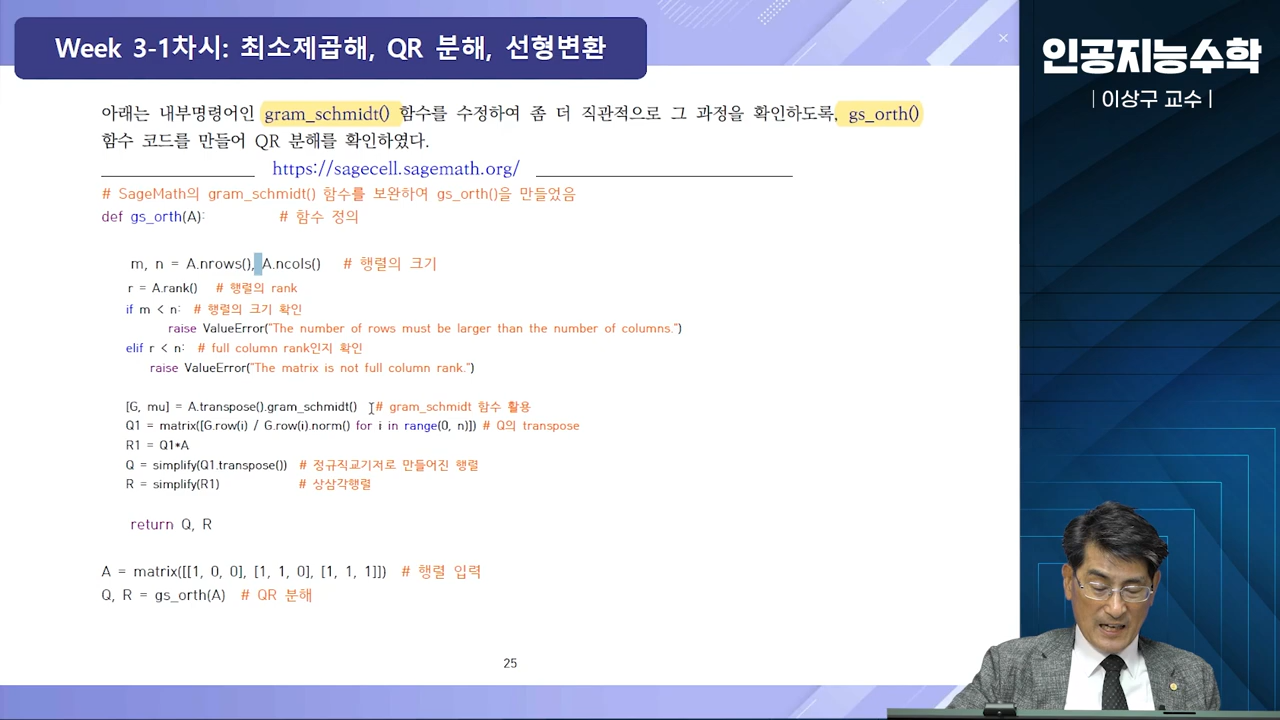 Week 3-1차시: 최소제곱해, QR 분해, 선형변환
인공지능수학
| 이상구 교수 |
아래는 내부명령어인 gram_schmidt() 함수를 수정하여 좀 더 직관적으로 그 과정을 확인하도록, gs_orth()
함수 코드를 만들어 QR 분해를 확인하였다.
https://sagecell.sagemath.org/
# SageMath의 gram_schmidt() 함수를 보완하여 gs_orth()을 만들었음
def gs_orth(A): # 함수 정의
m, n = A.nrows(), A.ncols() # 행렬의 크기
r = A.rank() # 행렬의 rank
if m < n: # 행렬의 크기 확인
raise ValueError("The number of rows must be larger than the number of columns.")
elif r < n: # full column rank인지 확인
raise ValueError("The matrix is not full column rank.")
[G, mu] = A.transpose().gram_schmidt() # gram_schmidt 함수 활용
Q1 = matrix([G.row(i) / G.row(i).norm() for i in range(0, n)]) # Q의 transpose
R1 = Q1*A
Q = simplify(Q1.transpose()) # 정규직교기저로 만들어진 행렬
R = simplify(R1) # 상삼각행렬
return Q, R
A = matrix([[1, 0, 0], [1, 1, 0], [1, 1, 1]]) # 행렬 입력
Q, R = gs_orth(A) # QR 분해
25